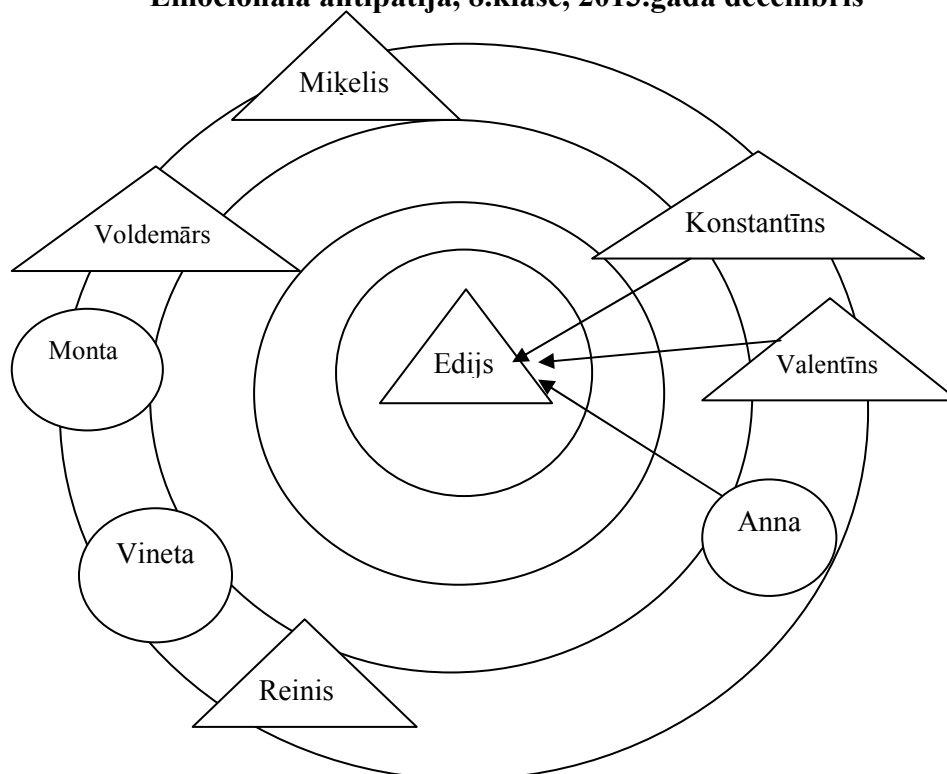 Emocionālā antipātija, 8.klase, 2015.gada decembris
Miķelis
Voldemārs
Konstantīns
Monta
Edijs
Valentīns
Vineta
Anna
Reinis